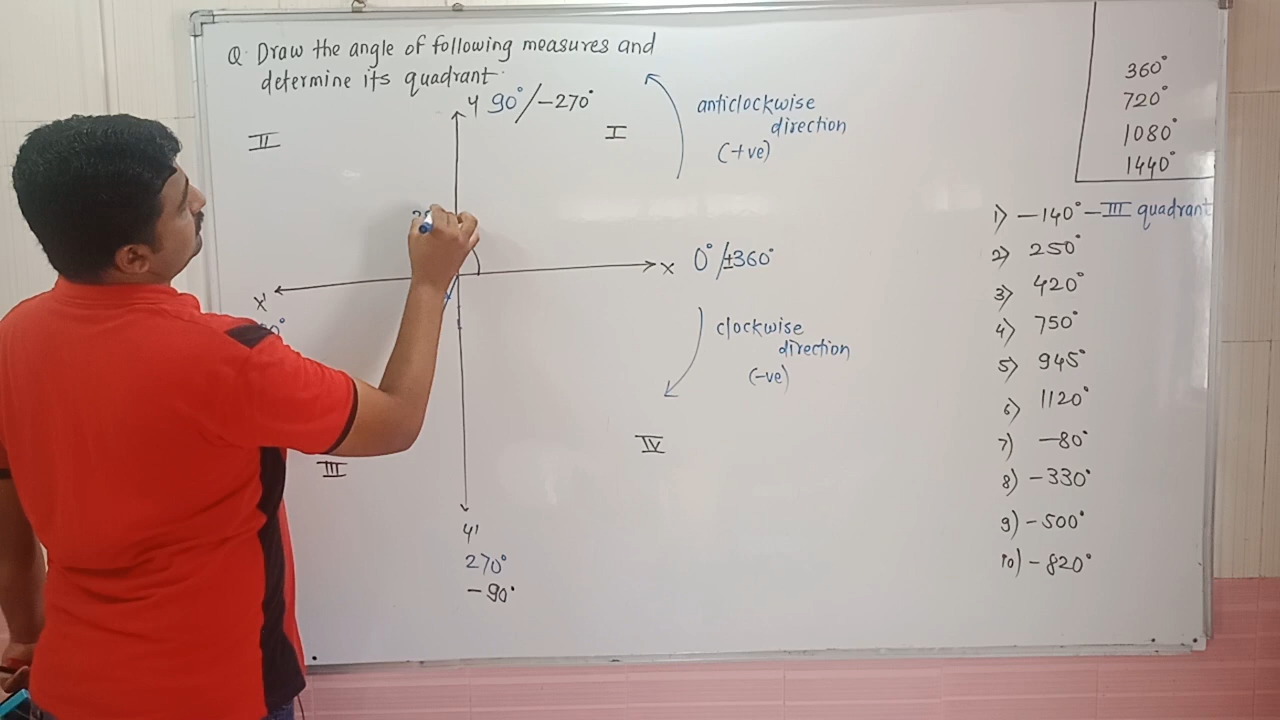 Q. Draw the angle of following measures and
determine its quadrant.
Y 90°/-270°
II
I
anticlockwise
direction
(+ve)
X 0°/±360°
X'
clockwise
direction
(-ve)
III
IV
Y'
270°
-90°
360°
720°
1080°
1440°
1) -140° - III quadrant
2) 250°
3) 420°
4) 750°
5) 945°
6) 1120°
7) -80°
8) -330°
9) -500°
10) -820°